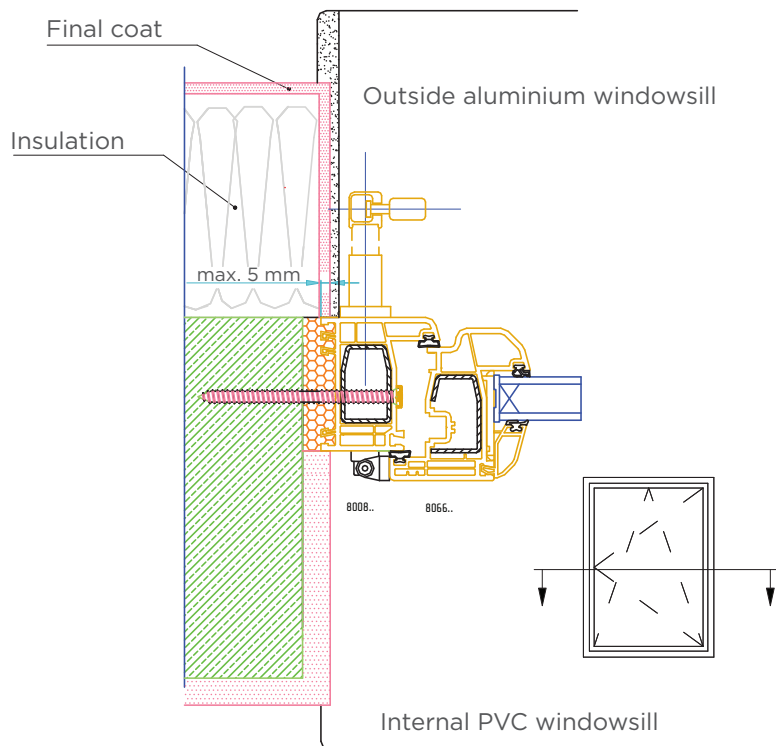 Final coat
Outside aluminium windowsill
Insulation
max. 5 mm
8008.. 8066..
Internal PVC windowsill